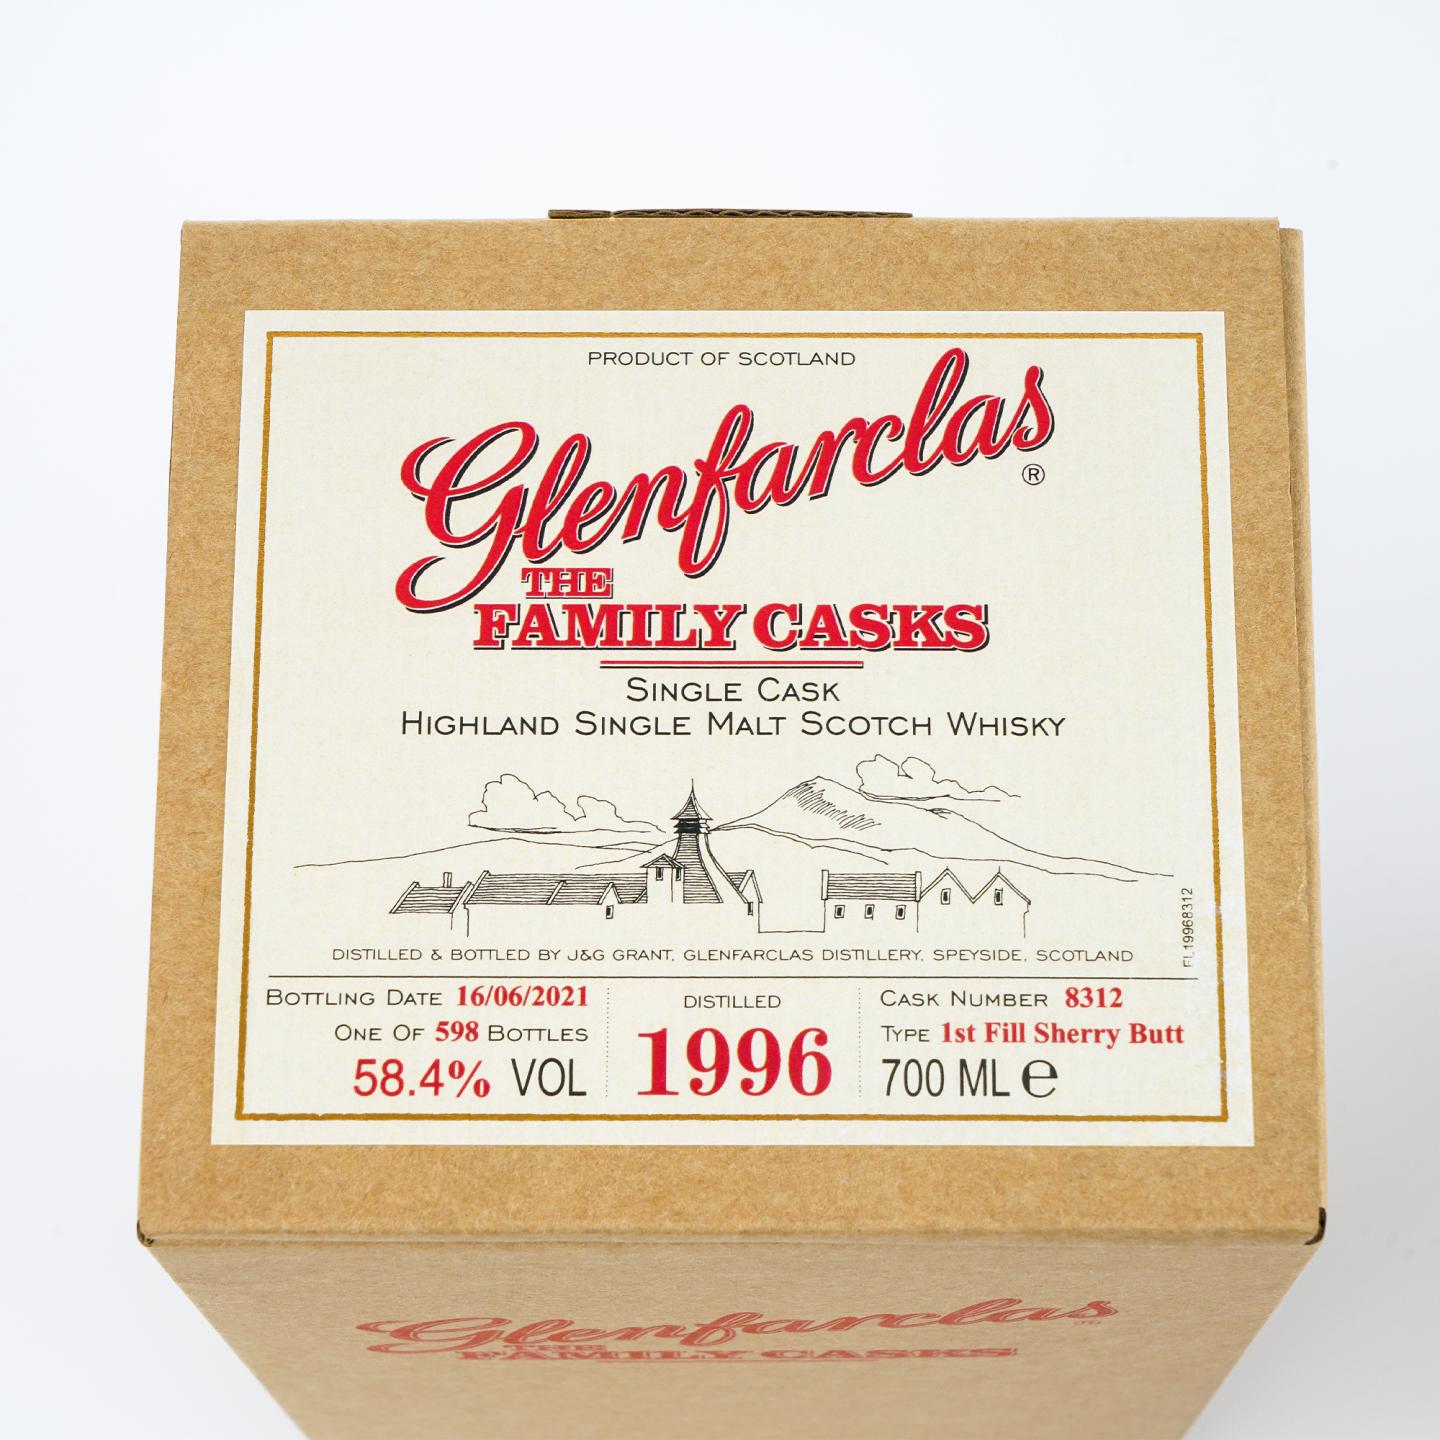 PRODUCT OF SCOTLAND
Glenfarclas®
THE
FAMILY CASKS
SINGLE CASK
HIGHLAND SINGLE MALT SCOTCH WHISKY
FL19968312
DISTILLED & BOTTLED BY J&G GRANT, GLENFARCLAS DISTILLERY, SPEYSIDE, SCOTLAND
BOTTLING DATE 16/06/2021
ONE OF 598 BOTTLES
58.4% VOL
DISTILLED
1996
CASK NUMBER 8312
TYPE 1st Fill Sherry Butt
700 ML ℮
Glenfarclas
THE
FAMILY CASKS